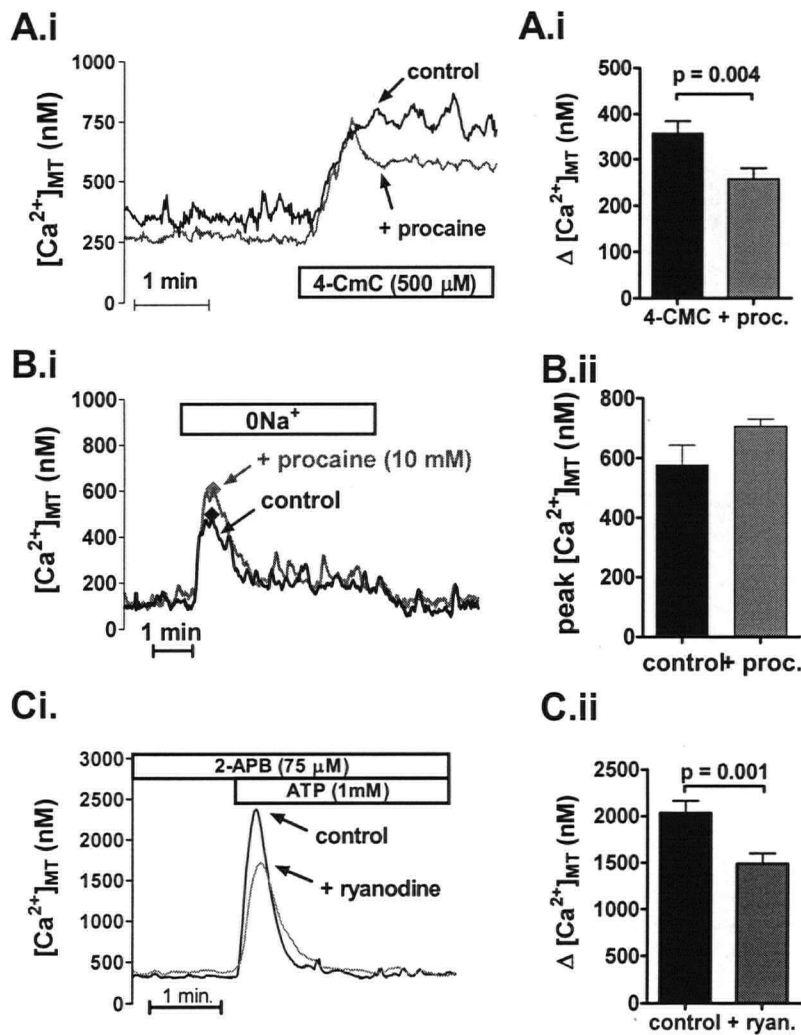 A.i
1000
750
500
250
0
[Ca²⁺]MT (nM)
control
+ procaine
1 min
4-CmC (500 µM)
A.i
500
400
300
200
100
0
Δ [Ca²⁺]MT (nM)
p = 0.004
4-CMC + proc.
B.i
1000
800
600
400
200
0
[Ca²⁺]MT (nM)
0Na⁺
+ procaine (10 mM)
control
1 min
B.ii
800
600
400
200
0
peak [Ca²⁺]MT (nM)
control+ proc.
Ci.
3000
2500
2000
1500
1000
500
0
[Ca²⁺]MT (nM)
2-APB (75 µM)
ATP (1mM)
control
+ ryanodine
1 min.
C.ii
2500
2000
1500
1000
500
0
Δ [Ca²⁺]MT (nM)
p = 0.001
control + ryan.